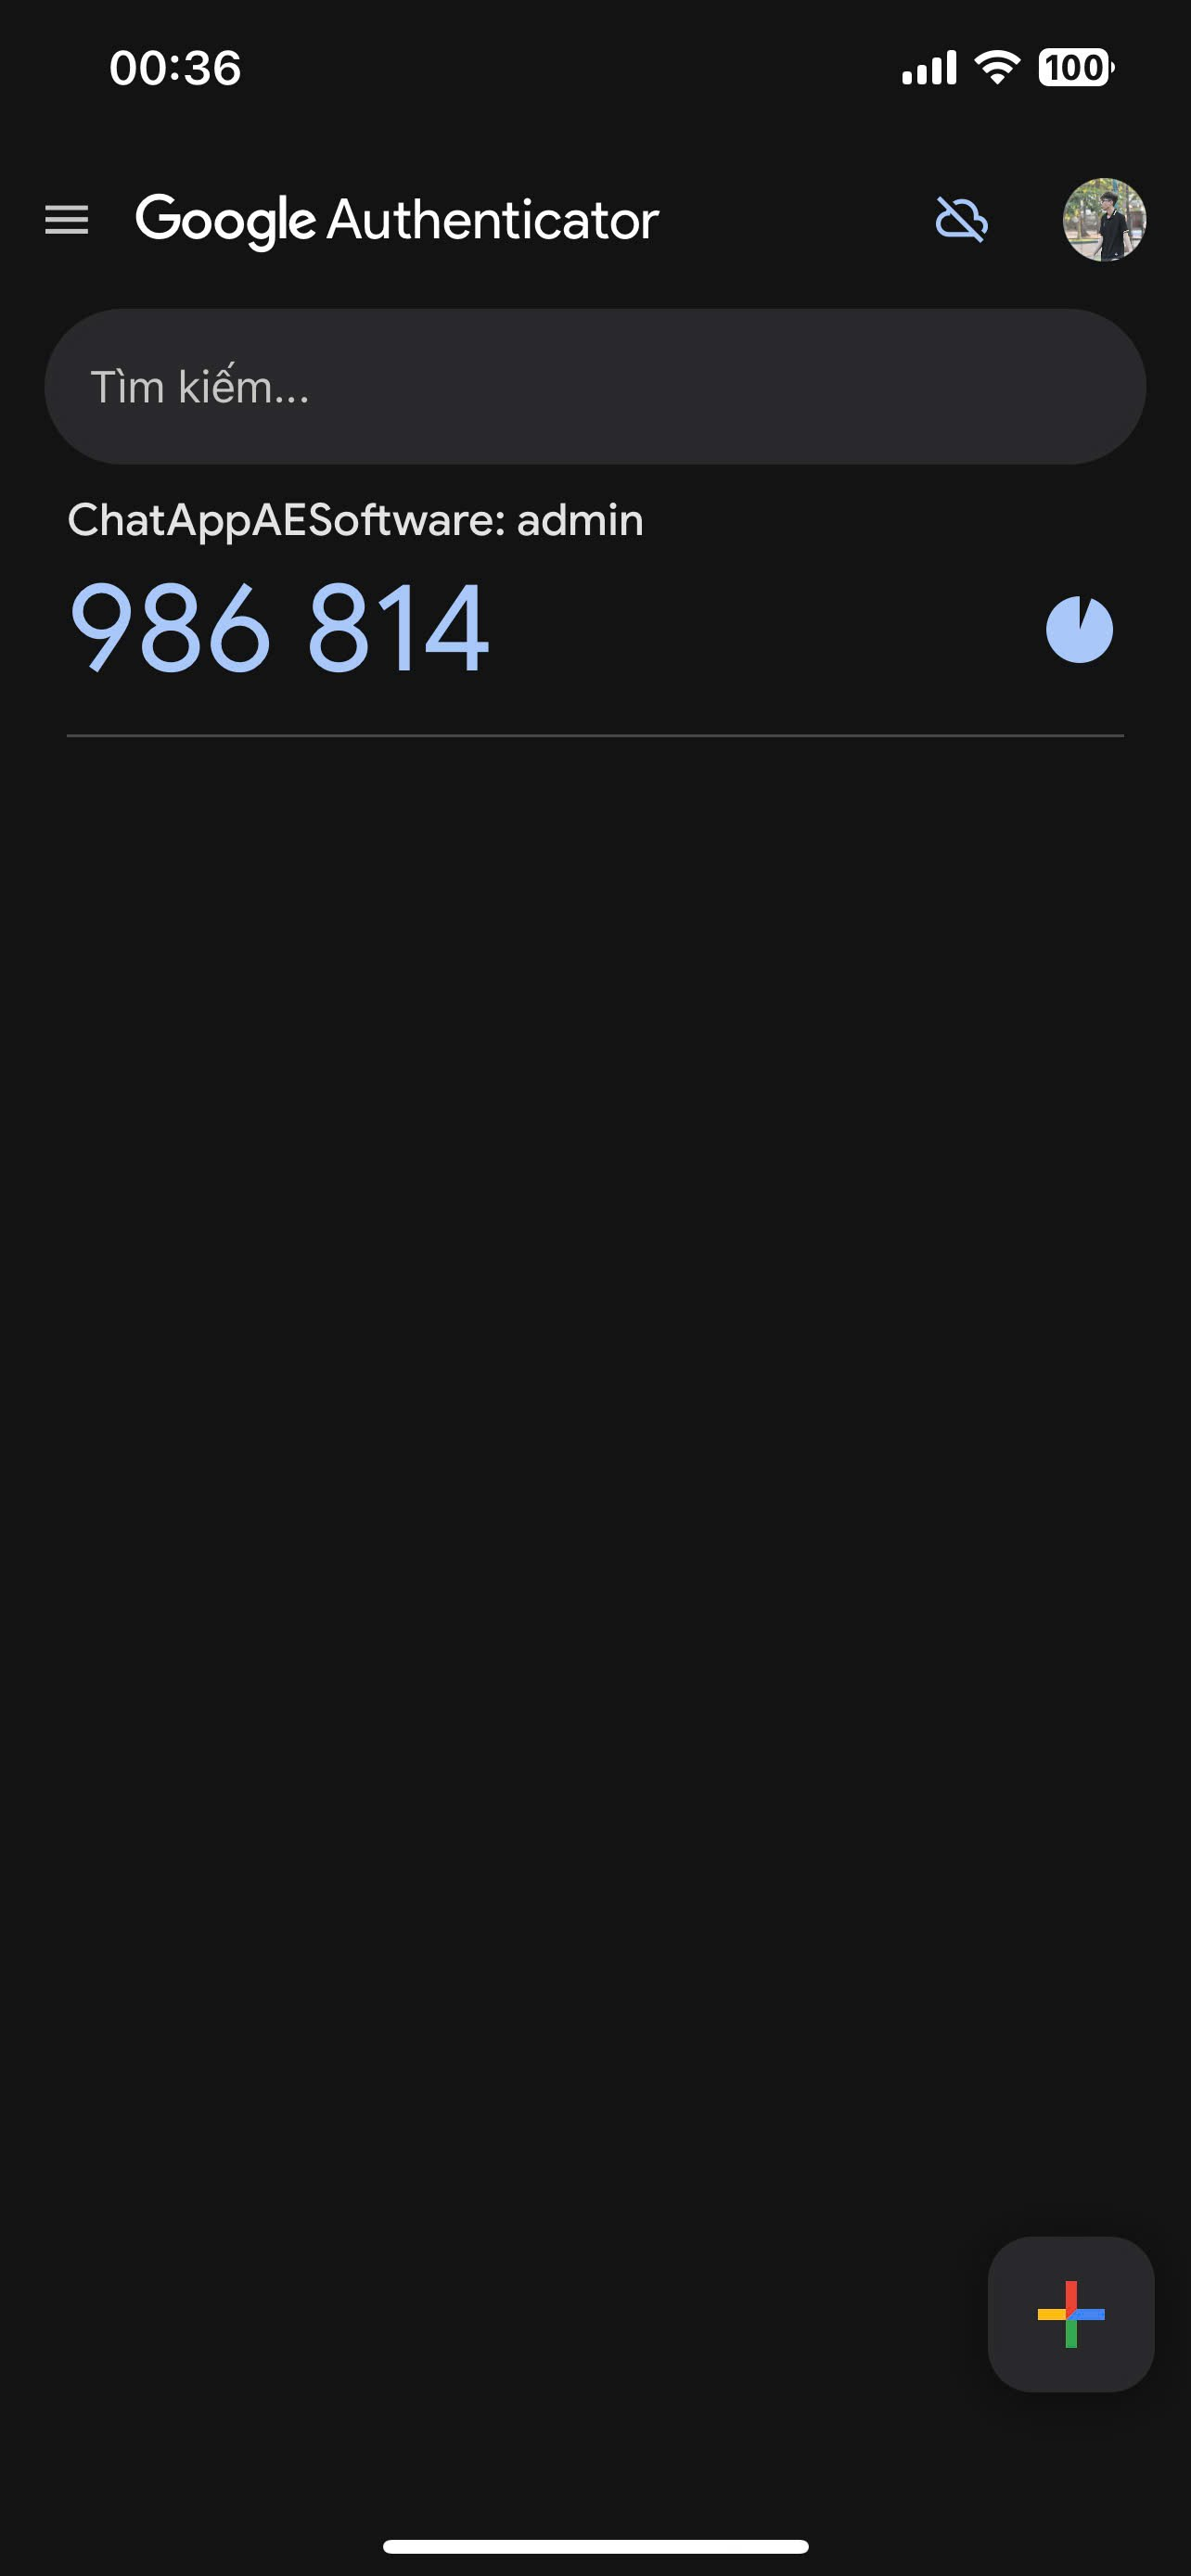 00:36
100
Google Authenticator
Tìm kiếm...
ChatAppAESoftware: admin
986 814